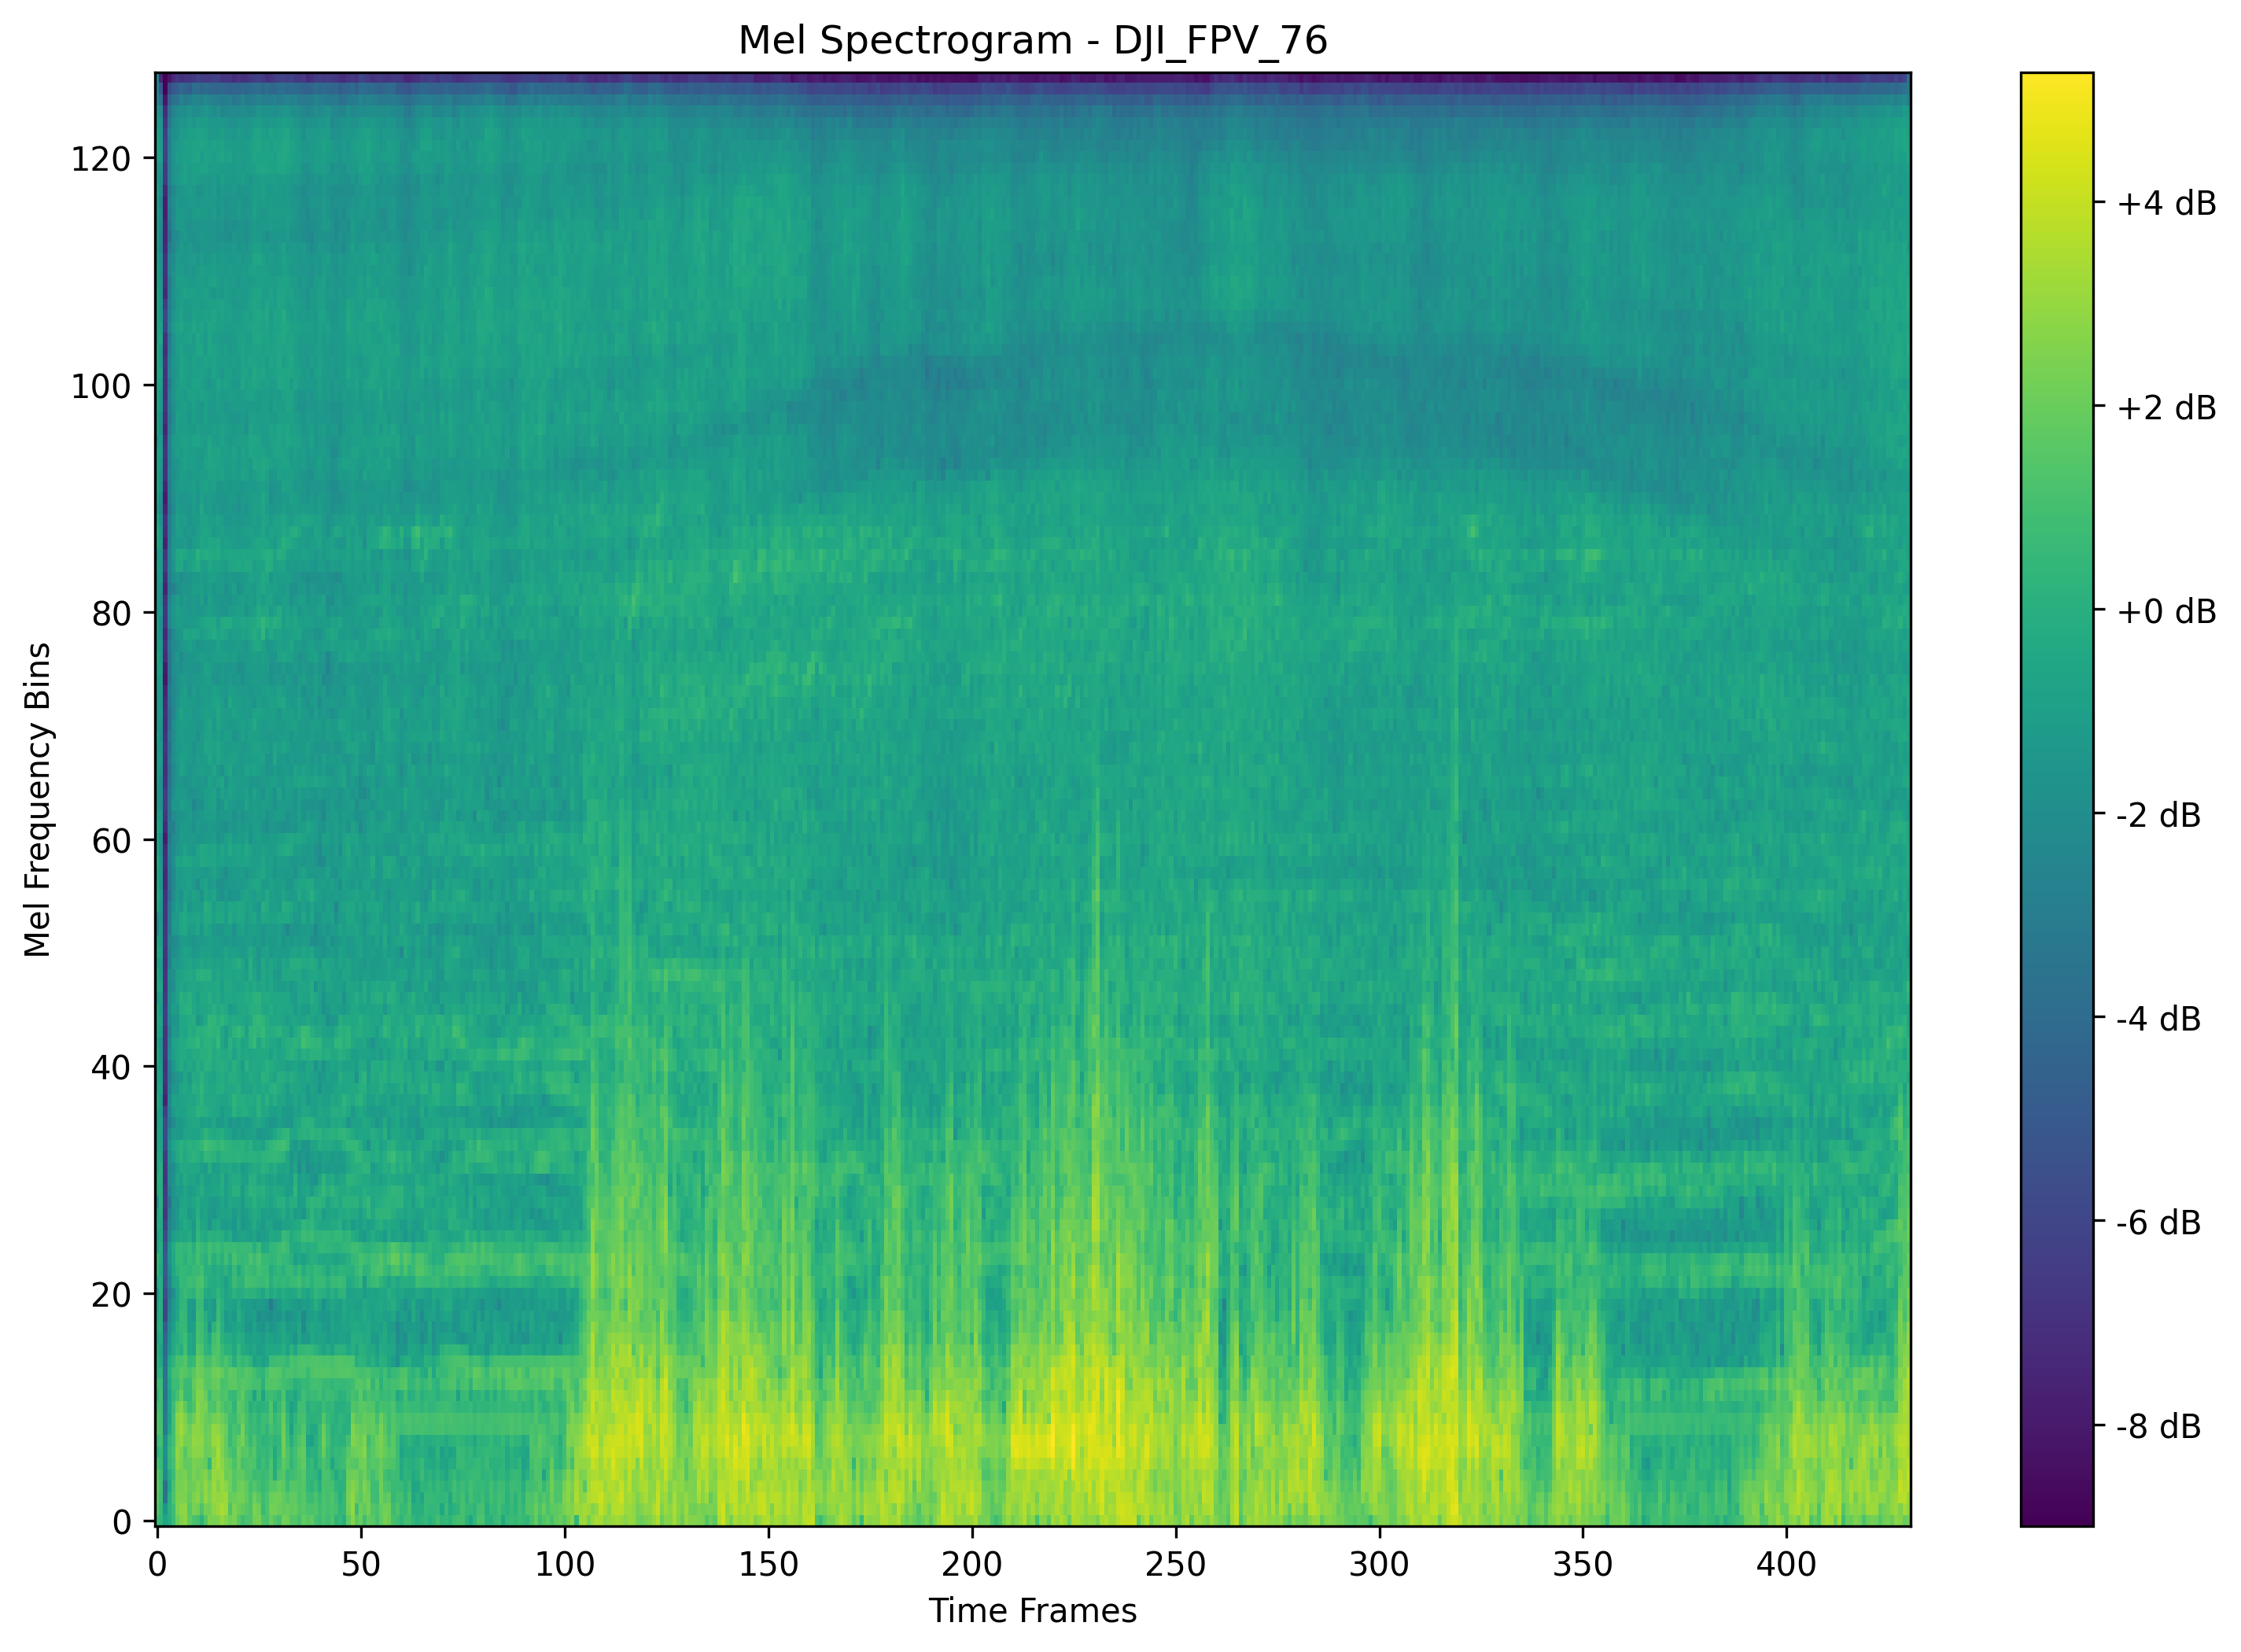 Mel Spectrogram - DJI_FPV_76
120
100
80
60
40
20
0
Mel Frequency Bins
0 50 100 150 200 250 300 350 400
Time Frames
+4 dB
+2 dB
+0 dB
-2 dB
-4 dB
-6 dB
-8 dB